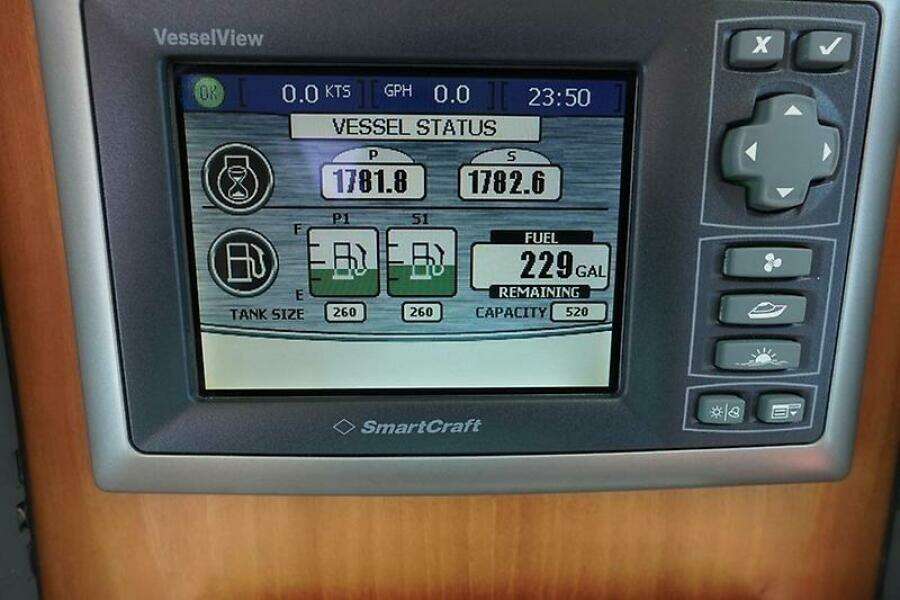 VesselView
OK 0.0 KTS GPH 0.0 23:50
VESSEL STATUS
P S
1781.8 1782.6
P1 S1
F
FUEL
229 GAL
E
REMAINING
TANK SIZE 260 260 CAPACITY 520
SmartCraft
X